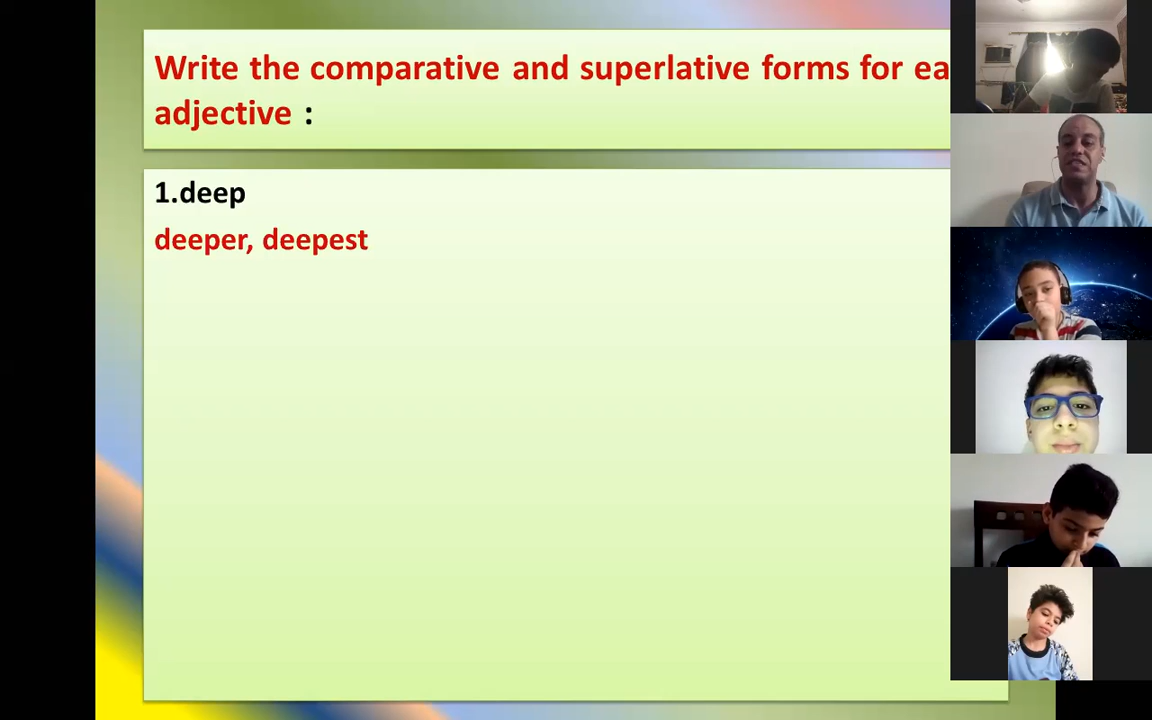 Write the comparative and superlative forms for ea
adjective :
1.deep
deeper, deepest